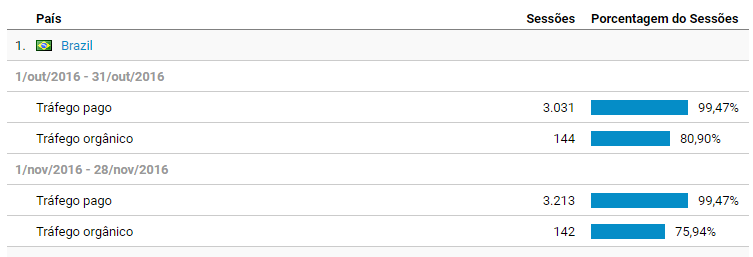 País Sessões Porcentagem do Sessões
1. Brazil
1/out/2016 - 31/out/2016
Tráfego pago 3.031 99,47%
Tráfego orgânico 144 80,90%
1/nov/2016 - 28/nov/2016
Tráfego pago 3.213 99,47%
Tráfego orgânico 142 75,94%